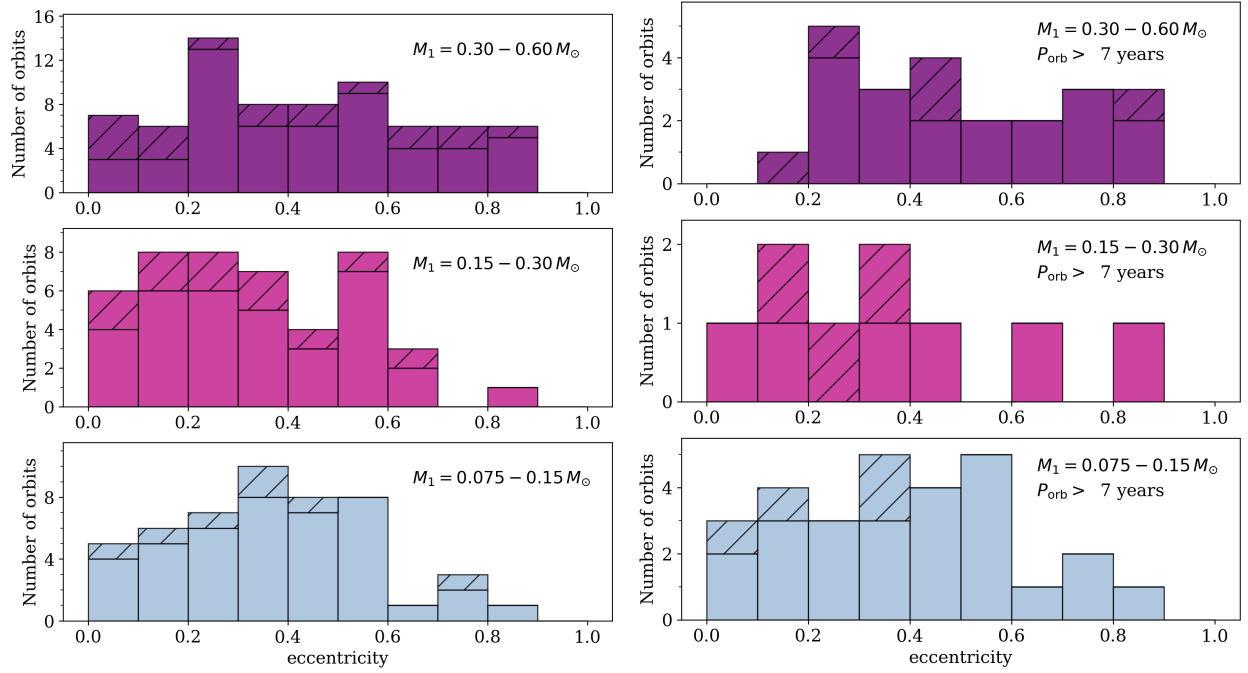 16
12
8
4
0
Number of orbits
M₁ = 0.30 − 0.60 M⊙
0.0 0.2 0.4 0.6 0.8 1.0
4
2
0
Number of orbits
M₁ = 0.30 − 0.60 M⊙
P_orb > 7 years
0.0 0.2 0.4 0.6 0.8 1.0
8
6
4
2
0
Number of orbits
M₁ = 0.15 − 0.30 M⊙
0.0 0.2 0.4 0.6 0.8 1.0
2
1
0
Number of orbits
M₁ = 0.15 − 0.30 M⊙
P_orb > 7 years
0.0 0.2 0.4 0.6 0.8 1.0
8
4
0
Number of orbits
M₁ = 0.075 − 0.15 M⊙
0.0 0.2 0.4 0.6 0.8 1.0
eccentricity
4
2
0
Number of orbits
M₁ = 0.075 − 0.15 M⊙
P_orb > 7 years
0.0 0.2 0.4 0.6 0.8 1.0
eccentricity